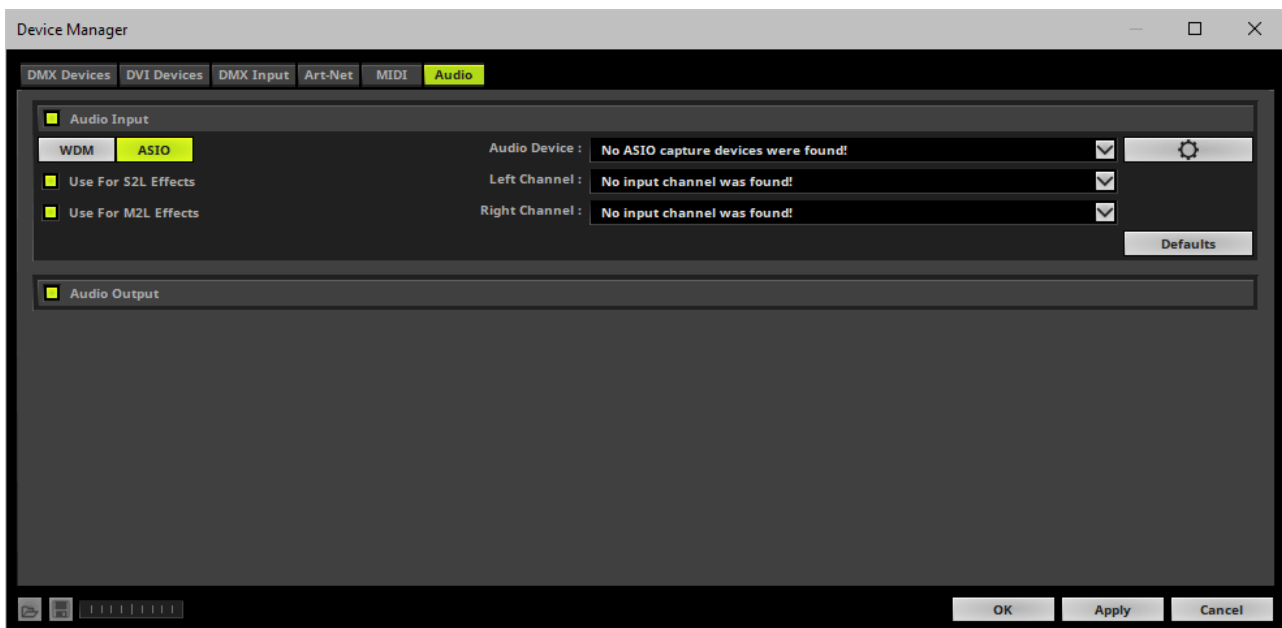 Device Manager
DMX Devices DVI Devices DMX Input Art-Net MIDI Audio
Audio Input
WDM ASIO Audio Device : No ASIO capture devices were found!
Use For S2L Effects Left Channel : No input channel was found!
Use For M2L Effects Right Channel : No input channel was found!
Defaults
Audio Output
OK Apply Cancel